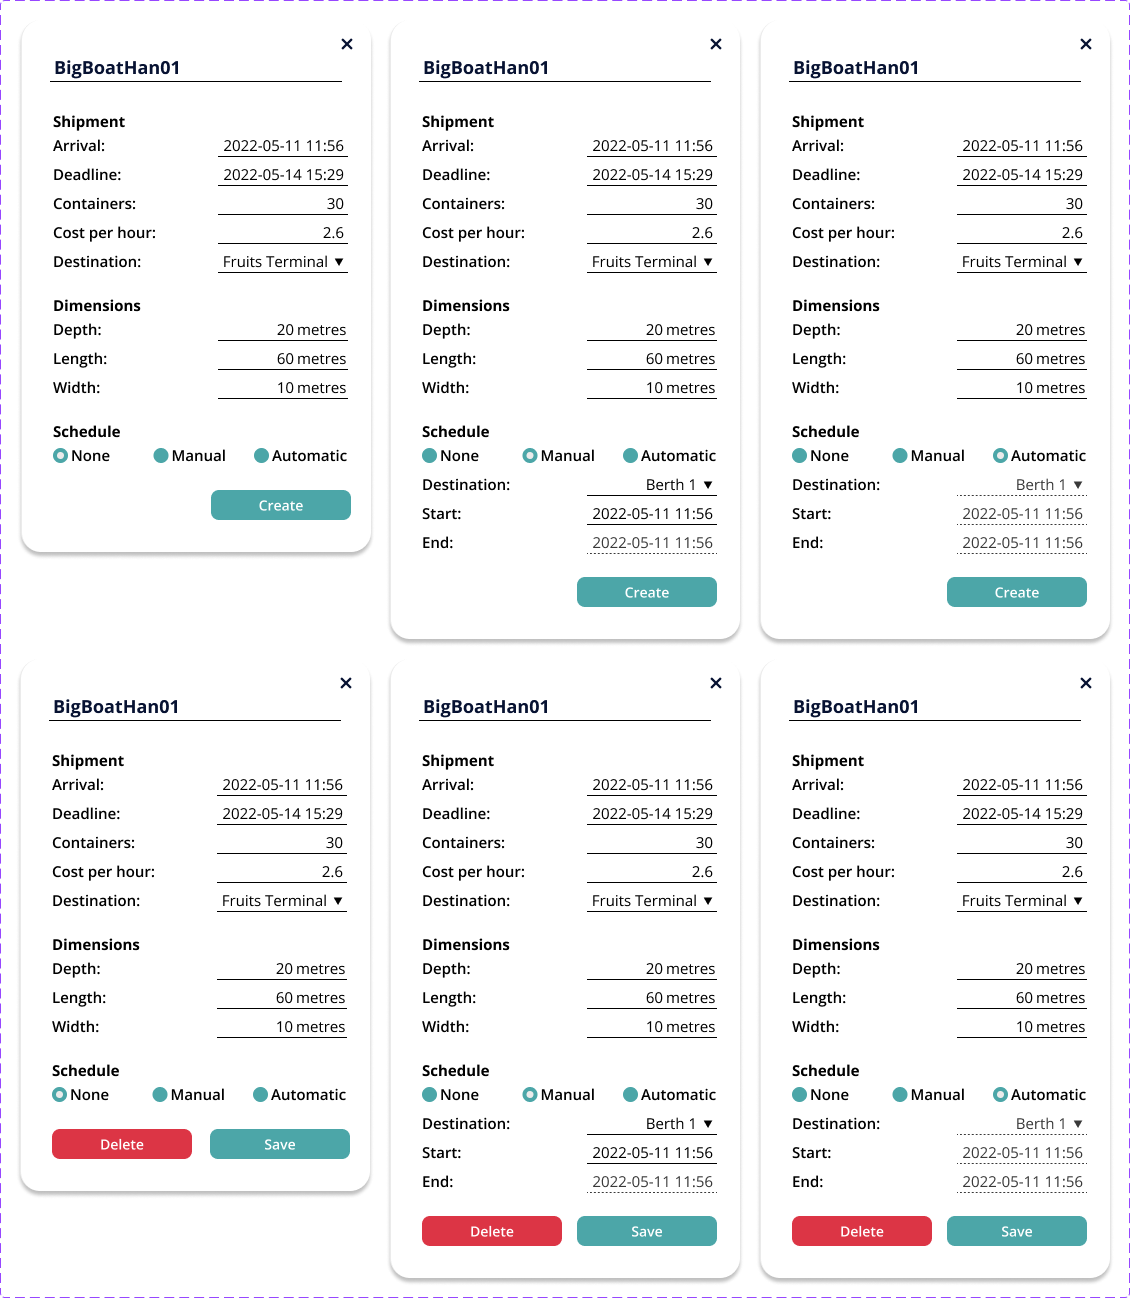 BigBoatHan01
Shipment
Arrival: 2022-05-11 11:56
Deadline: 2022-05-14 15:29
Containers: 30
Cost per hour: 2.6
Destination: Fruits Terminal
Dimensions
Depth: 20 metres
Length: 60 metres
Width: 10 metres
Schedule
None Manual Automatic
Create
BigBoatHan01
Shipment
Arrival: 2022-05-11 11:56
Deadline: 2022-05-14 15:29
Containers: 30
Cost per hour: 2.6
Destination: Fruits Terminal
Dimensions
Depth: 20 metres
Length: 60 metres
Width: 10 metres
Schedule
None Manual Automatic
Destination: Berth 1
Start: 2022-05-11 11:56
End: 2022-05-11 11:56
Create
BigBoatHan01
Shipment
Arrival: 2022-05-11 11:56
Deadline: 2022-05-14 15:29
Containers: 30
Cost per hour: 2.6
Destination: Fruits Terminal
Dimensions
Depth: 20 metres
Length: 60 metres
Width: 10 metres
Schedule
None Manual Automatic
Destination: Berth 1
Start: 2022-05-11 11:56
End: 2022-05-11 11:56
Create
BigBoatHan01
Shipment
Arrival: 2022-05-11 11:56
Deadline: 2022-05-14 15:29
Containers: 30
Cost per hour: 2.6
Destination: Fruits Terminal
Dimensions
Depth: 20 metres
Length: 60 metres
Width: 10 metres
Schedule
None Manual Automatic
Delete Save
BigBoatHan01
Shipment
Arrival: 2022-05-11 11:56
Deadline: 2022-05-14 15:29
Containers: 30
Cost per hour: 2.6
Destination: Fruits Terminal
Dimensions
Depth: 20 metres
Length: 60 metres
Width: 10 metres
Schedule
None Manual Automatic
Destination: Berth 1
Start: 2022-05-11 11:56
End: 2022-05-11 11:56
Delete Save
BigBoatHan01
Shipment
Arrival: 2022-05-11 11:56
Deadline: 2022-05-14 15:29
Containers: 30
Cost per hour: 2.6
Destination: Fruits Terminal
Dimensions
Depth: 20 metres
Length: 60 metres
Width: 10 metres
Schedule
None Manual Automatic
Destination: Berth 1
Start: 2022-05-11 11:56
End: 2022-05-11 11:56
Delete Save